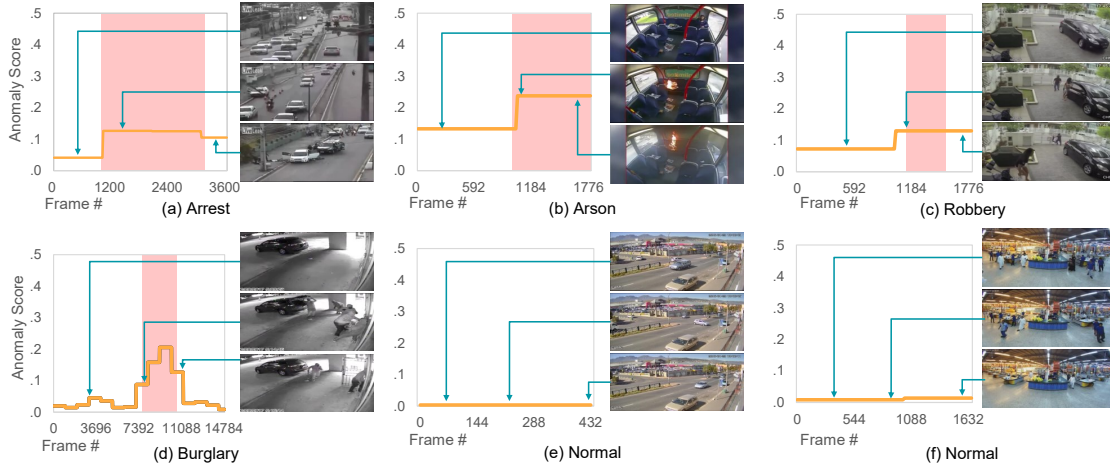 Anomaly Score
.5
.4
.3
.2
.1
.0
0 1200 2400 3600
Frame #
(a) Arrest
.5
.4
.3
.2
.1
.0
0 592 1184 1776
Frame #
(b) Arson
.5
.4
.3
.2
.1
.0
0 592 1184 1776
Frame #
(c) Robbery
Anomaly Score
.5
.4
.3
.2
.1
.0
0 3696 7392 11088 14784
Frame #
(d) Burglary
.5
.4
.3
.2
.1
.0
144 288 432
Frame #
(e) Normal
.5
.4
.3
.2
.1
.0
0 544 1088 1632
Frame #
(f) Normal